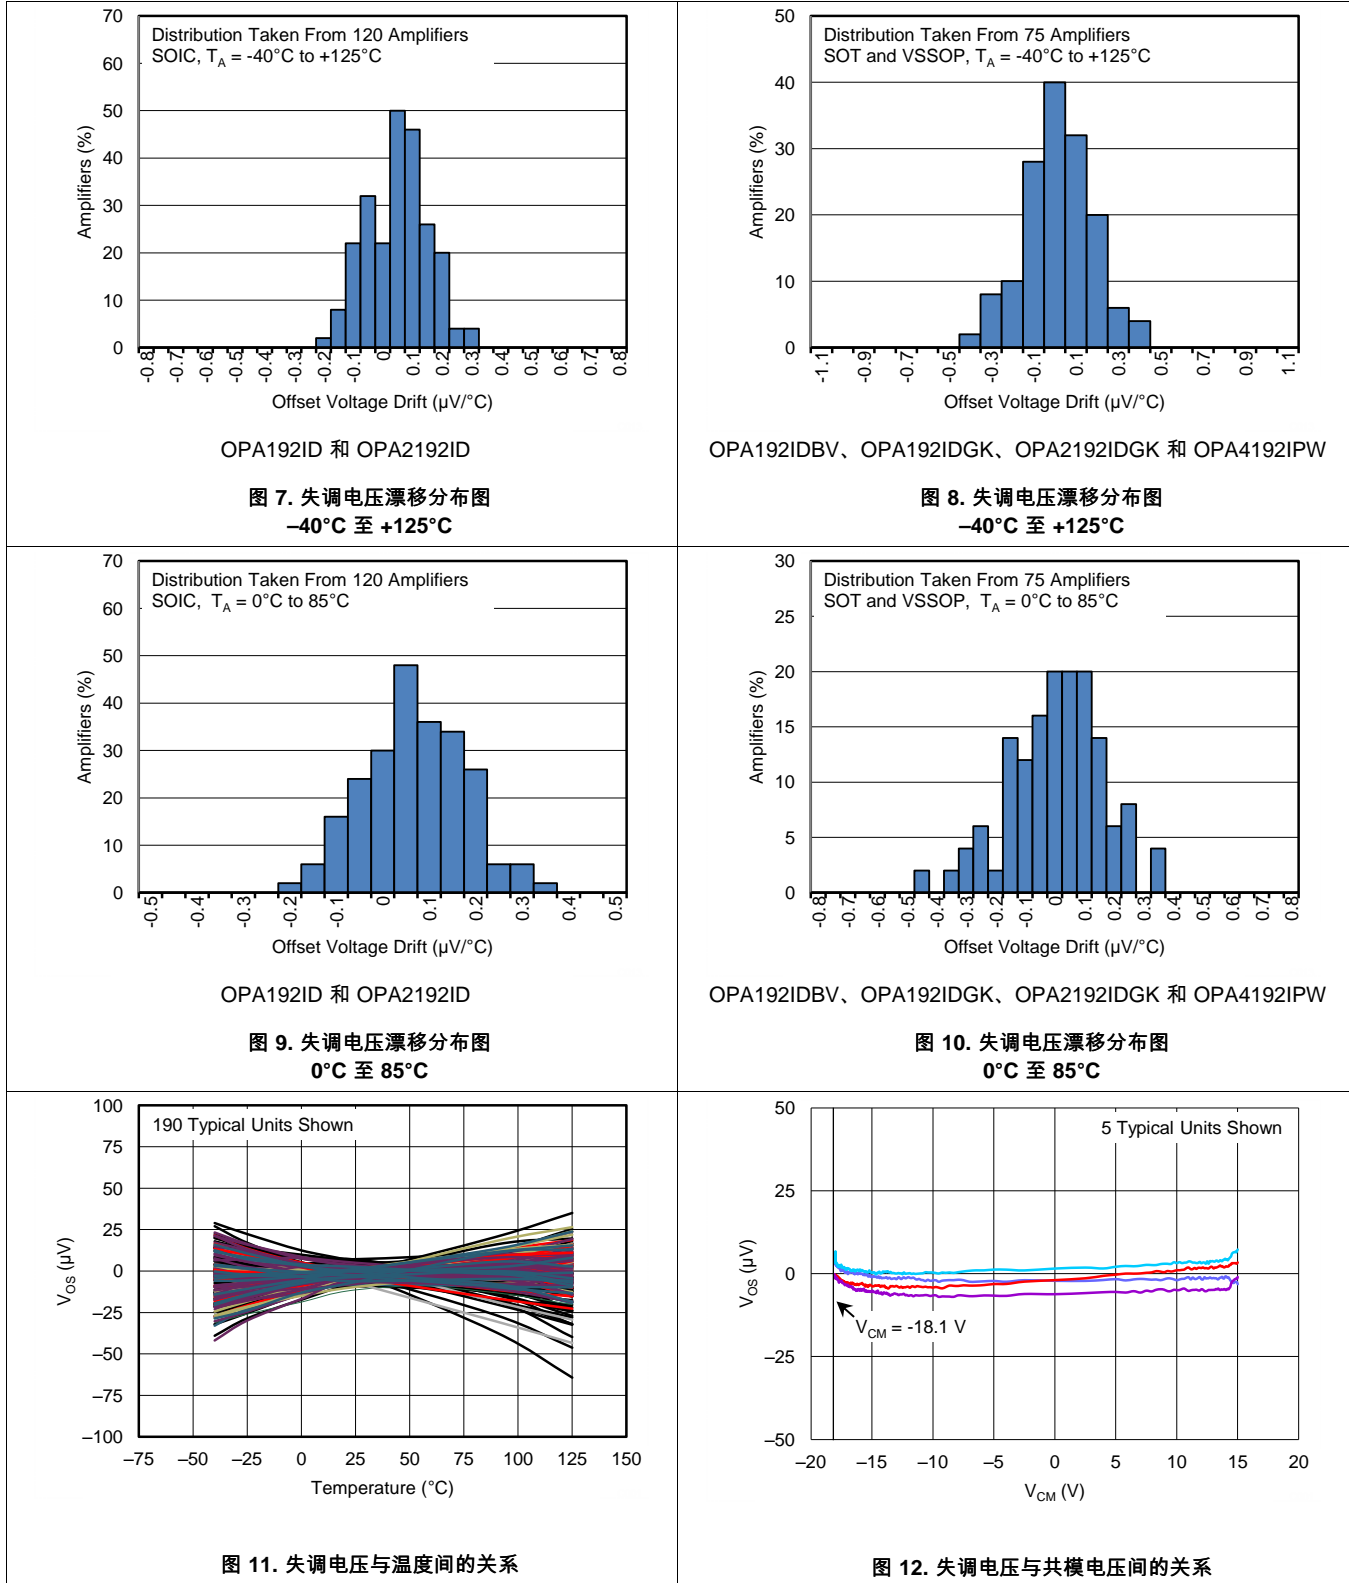 70
60
50
40
30
20
10
0
Amplifiers (%)
Distribution Taken From 120 Amplifiers
SOIC, TA = -40°C to +125°C
-0.8 -0.7 -0.6 -0.5 -0.4 -0.3 -0.2 -0.1 0 0.1 0.2 0.3 0.4 0.5 0.6 0.7 0.8
Offset Voltage Drift (µV/°C)
OPA192ID 和 OPA2192ID
图 7. 失调电压漂移分布图
–40°C 至 +125°C
50
40
30
20
10
0
Amplifiers (%)
Distribution Taken From 75 Amplifiers
SOT and VSSOP, TA = -40°C to +125°C
-1.1 -0.9 -0.7 -0.5 -0.3 -0.1 0.1 0.3 0.5 0.7 0.9 1.1
Offset Voltage Drift (µV/°C)
OPA192IDBV、OPA192IDGK、OPA2192IDGK 和 OPA4192IPW
图 8. 失调电压漂移分布图
–40°C 至 +125°C
70
60
50
40
30
20
10
0
Amplifiers (%)
Distribution Taken From 120 Amplifiers
SOIC, TA = 0°C to 85°C
-0.5 -0.4 -0.3 -0.2 -0.1 0 0.1 0.2 0.3 0.4 0.5
Offset Voltage Drift (µV/°C)
OPA192ID 和 OPA2192ID
图 9. 失调电压漂移分布图
0°C 至 85°C
30
25
20
15
10
5
0
Amplifiers (%)
Distribution Taken From 75 Amplifiers
SOT and VSSOP, TA = 0°C to 85°C
-0.8 -0.7 -0.6 -0.5 -0.4 -0.3 -0.2 -0.1 0 0.1 0.2 0.3 0.4 0.5 0.6 0.7 0.8
Offset Voltage Drift (µV/°C)
OPA192IDBV、OPA192IDGK、OPA2192IDGK 和 OPA4192IPW
图 10. 失调电压漂移分布图
0°C 至 85°C
100
75
50
25
0
–25
–50
–75
–100
VOS (µV)
190 Typical Units Shown
–75 –50 –25 0 25 50 75 100 125 150
Temperature (°C)
图 11. 失调电压与温度间的关系
50
25
0
–25
–50
VOS (µV)
5 Typical Units Shown
VCM = -18.1 V
–20 –15 –10 –5 0 5 10 15 20
VCM (V)
图 12. 失调电压与共模电压间的关系